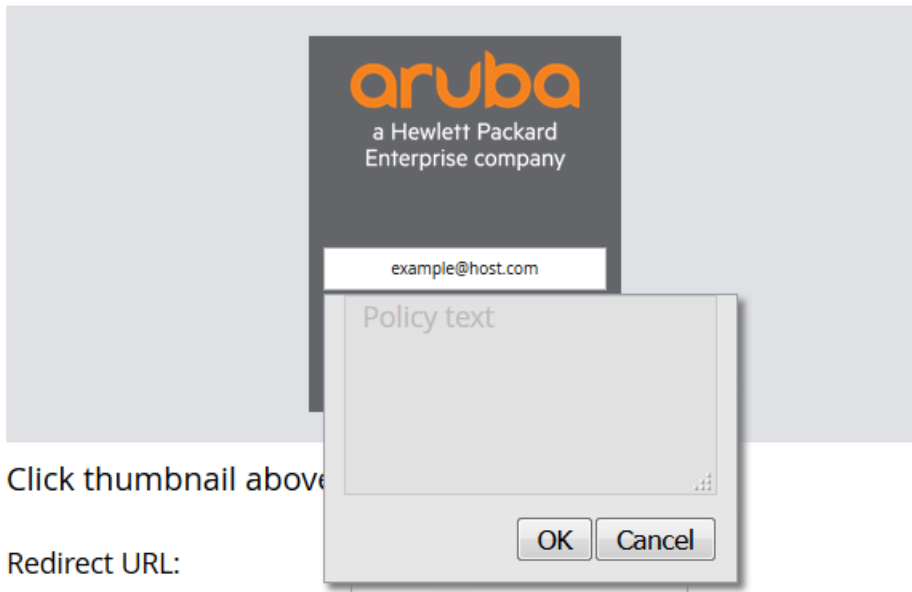 aruba
a Hewlett Packard
Enterprise company
example@host.com
Policy text
Click thumbnail above
OK Cancel
Redirect URL: